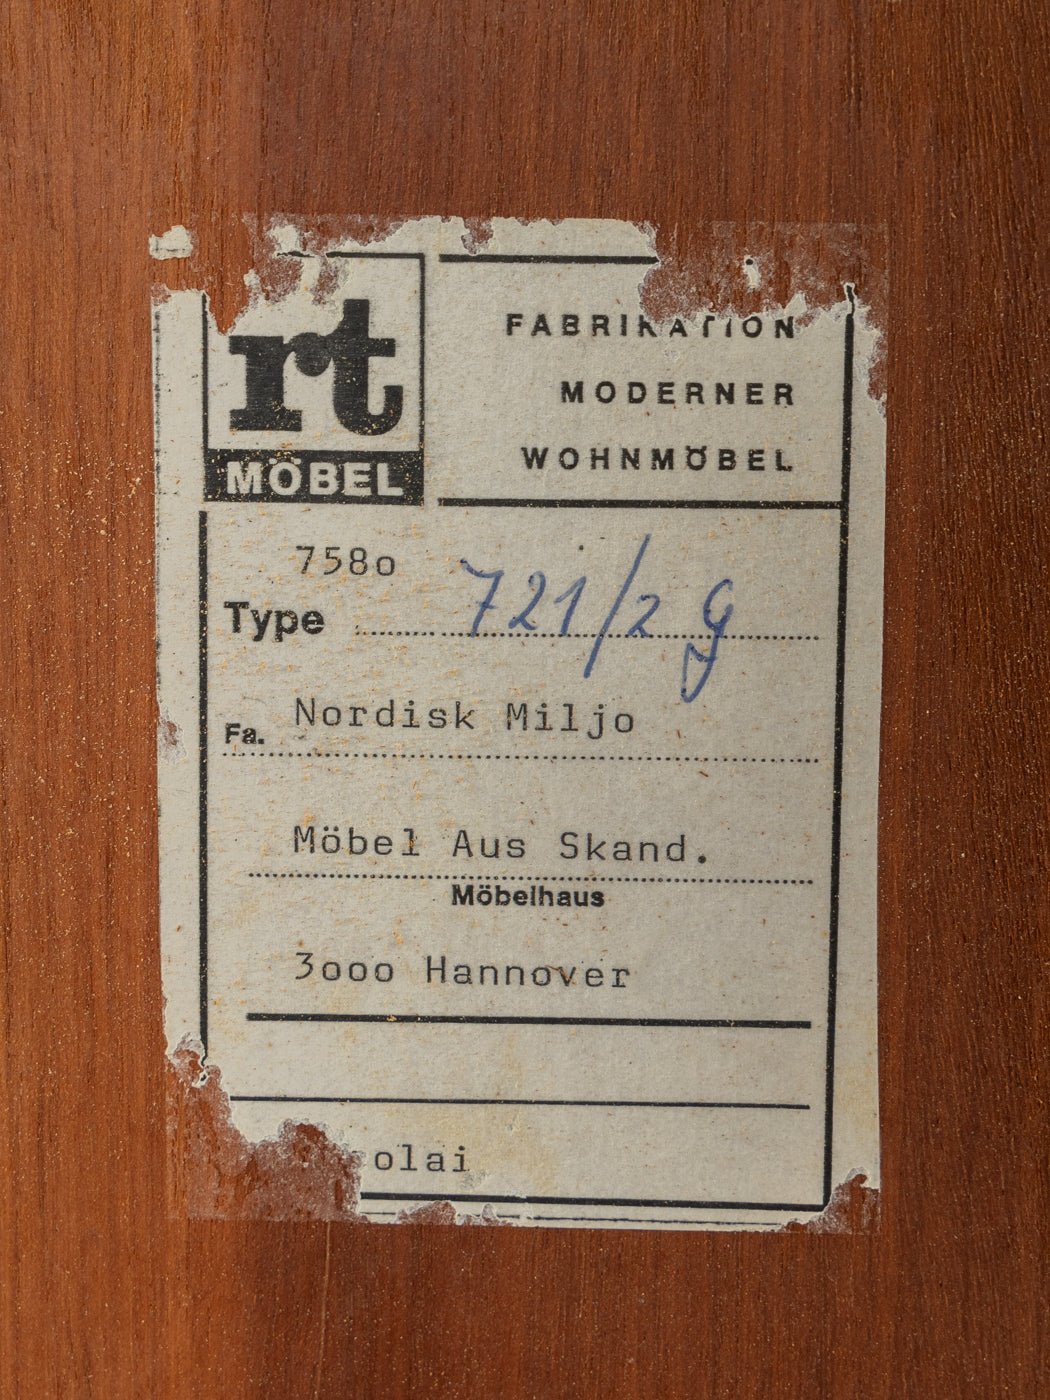 rt
MÖBEL
FABRIKATION
MODERNER
WOHNMÖBEL
758o
Type 721/2 g
Fa. Nordisk Miljo
Möbel Aus Skand.
Möbelhaus
3ooo Hannover
olai